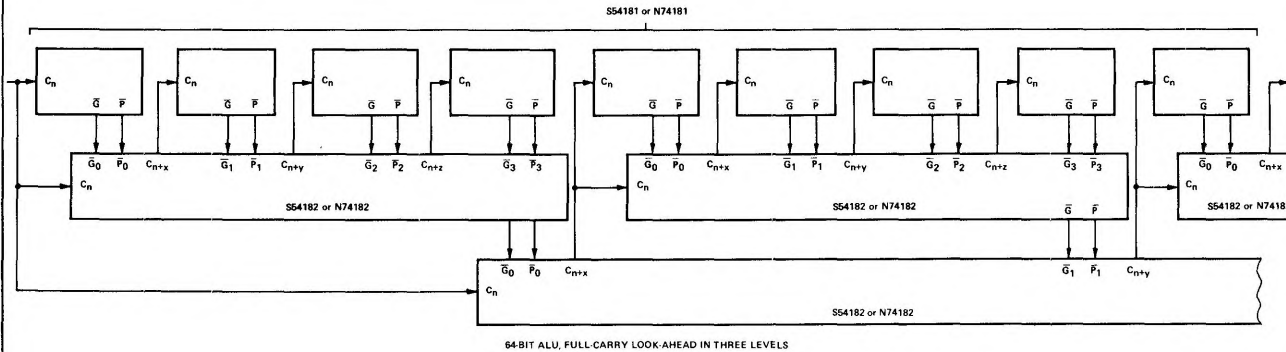 S54181 or N74181
Cn Cn Cn Cn Cn Cn Cn Cn Cn
G̅ P̅ G̅ P̅ G̅ P̅ G̅ P̅ G̅ P̅ G̅ P̅ G̅ P̅ G̅ P̅ G̅ P̅
G̅0 P̅0 Cn+x G̅1 P̅1 Cn+y G̅2 P̅2 Cn+z G̅3 P̅3 G̅0 P̅0 Cn+x G̅1 P̅1 Cn+y G̅2 P̅2 Cn+z G̅3 P̅3 G̅0 P̅0 Cn+x
Cn Cn Cn
S54182 or N74182 S54182 or N74182 S54182 or N7418
G̅ P̅
G̅0 P̅0 Cn+x G̅1 P̅1 Cn+y
Cn
S54182 or N74182
64-BIT ALU, FULL-CARRY LOOK-AHEAD IN THREE LEVELS